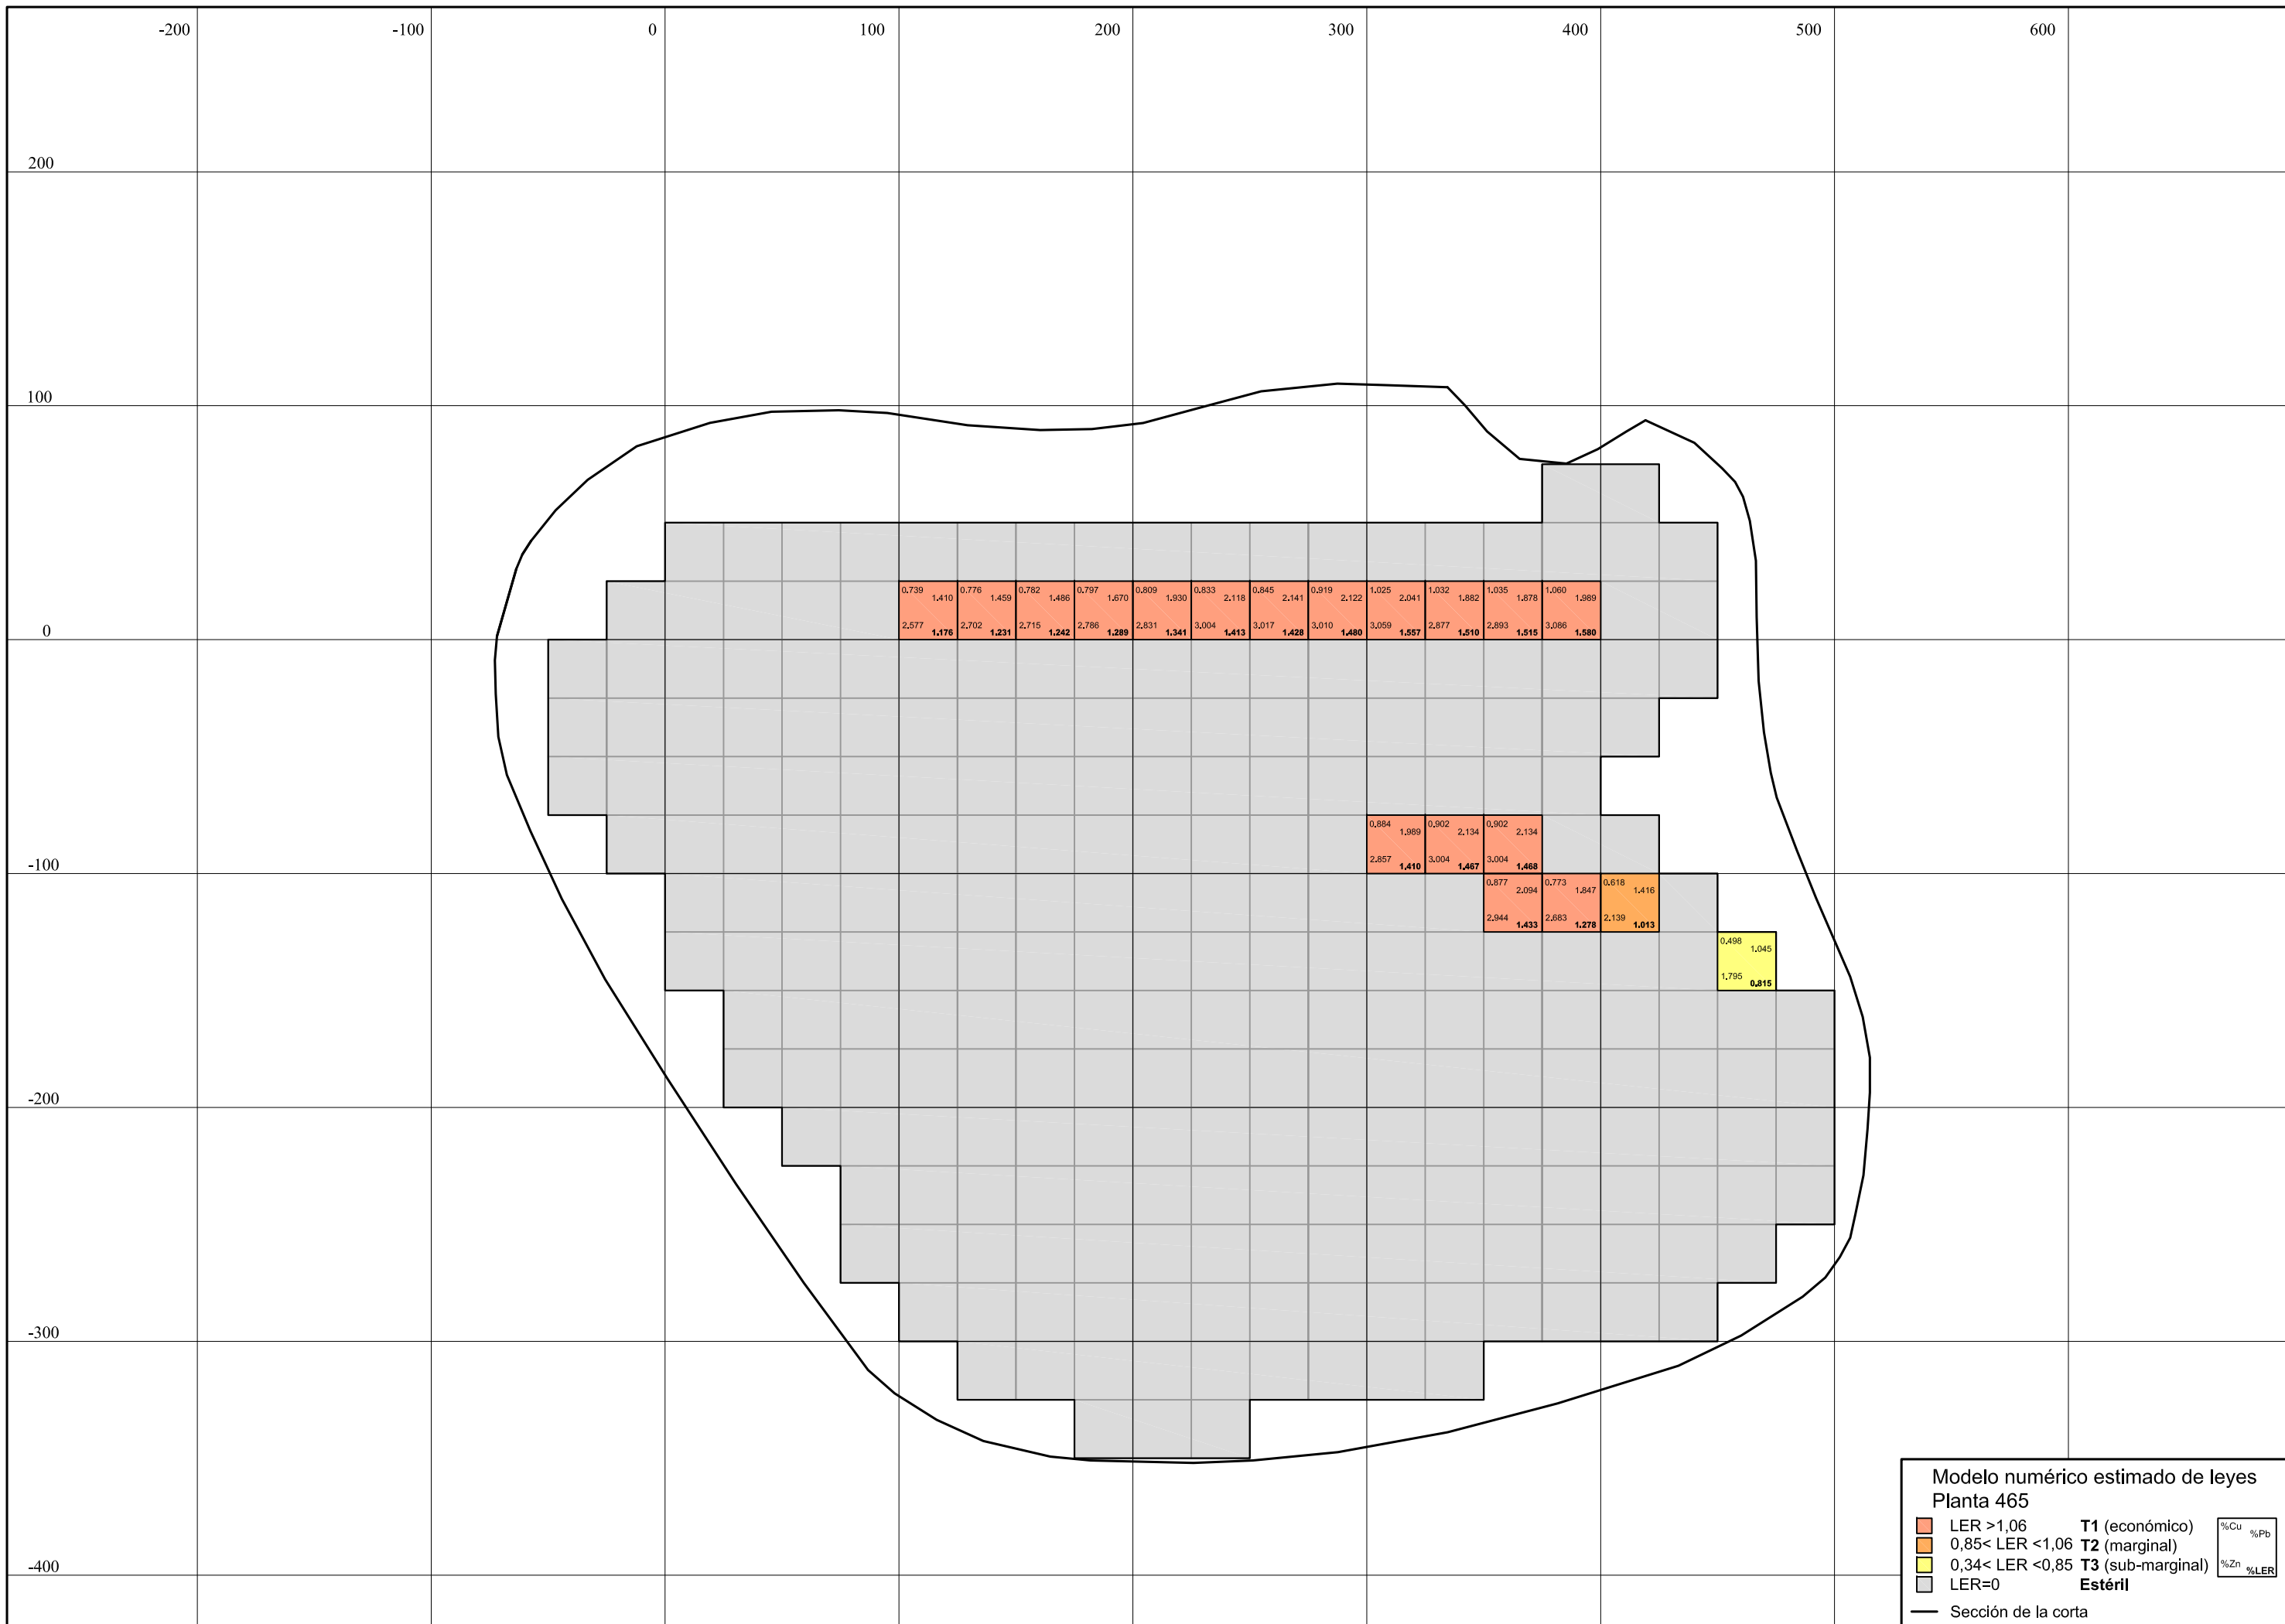 -200 -100 0 100 200 300 400 500 600
200
100
0.739 0.776 0.782 0.797 0.809 0.833 0.845 0.919 1.025 1.032 1.035 1.060
1.410 1.459 1.486 1.670 1.930 2.118 2.141 2.122 2.041 1.882 1.878 1.989
2.577 2.702 2.715 2.786 2.831 3.004 3.017 3.010 3.059 2.877 2.893 3.086
0 1.176 1.231 1.242 1.289 1.341 1.413 1.428 1.480 1.557 1.510 1.515 1.580
0.884 0.902 0.902
1.989 2.134 2.134
2.857 3.004 3.004
-100 1.410 1.467 1.468
0.877 0.773 0.618
2.094 1.847 1.416
2.944 2.683 2.139
1.433 1.278 1.013
0.498
1.045
1.795
0.815
-200
-300
-400
Modelo numérico estimado de leyes
Planta 465
LER >1,06 T1 (económico)
0,85< LER <1,06 T2 (marginal)
0,34< LER <0,85 T3 (sub-marginal)
LER=0 Estéril
Sección de la corta
%Cu
%Pb
%Zn
%LER